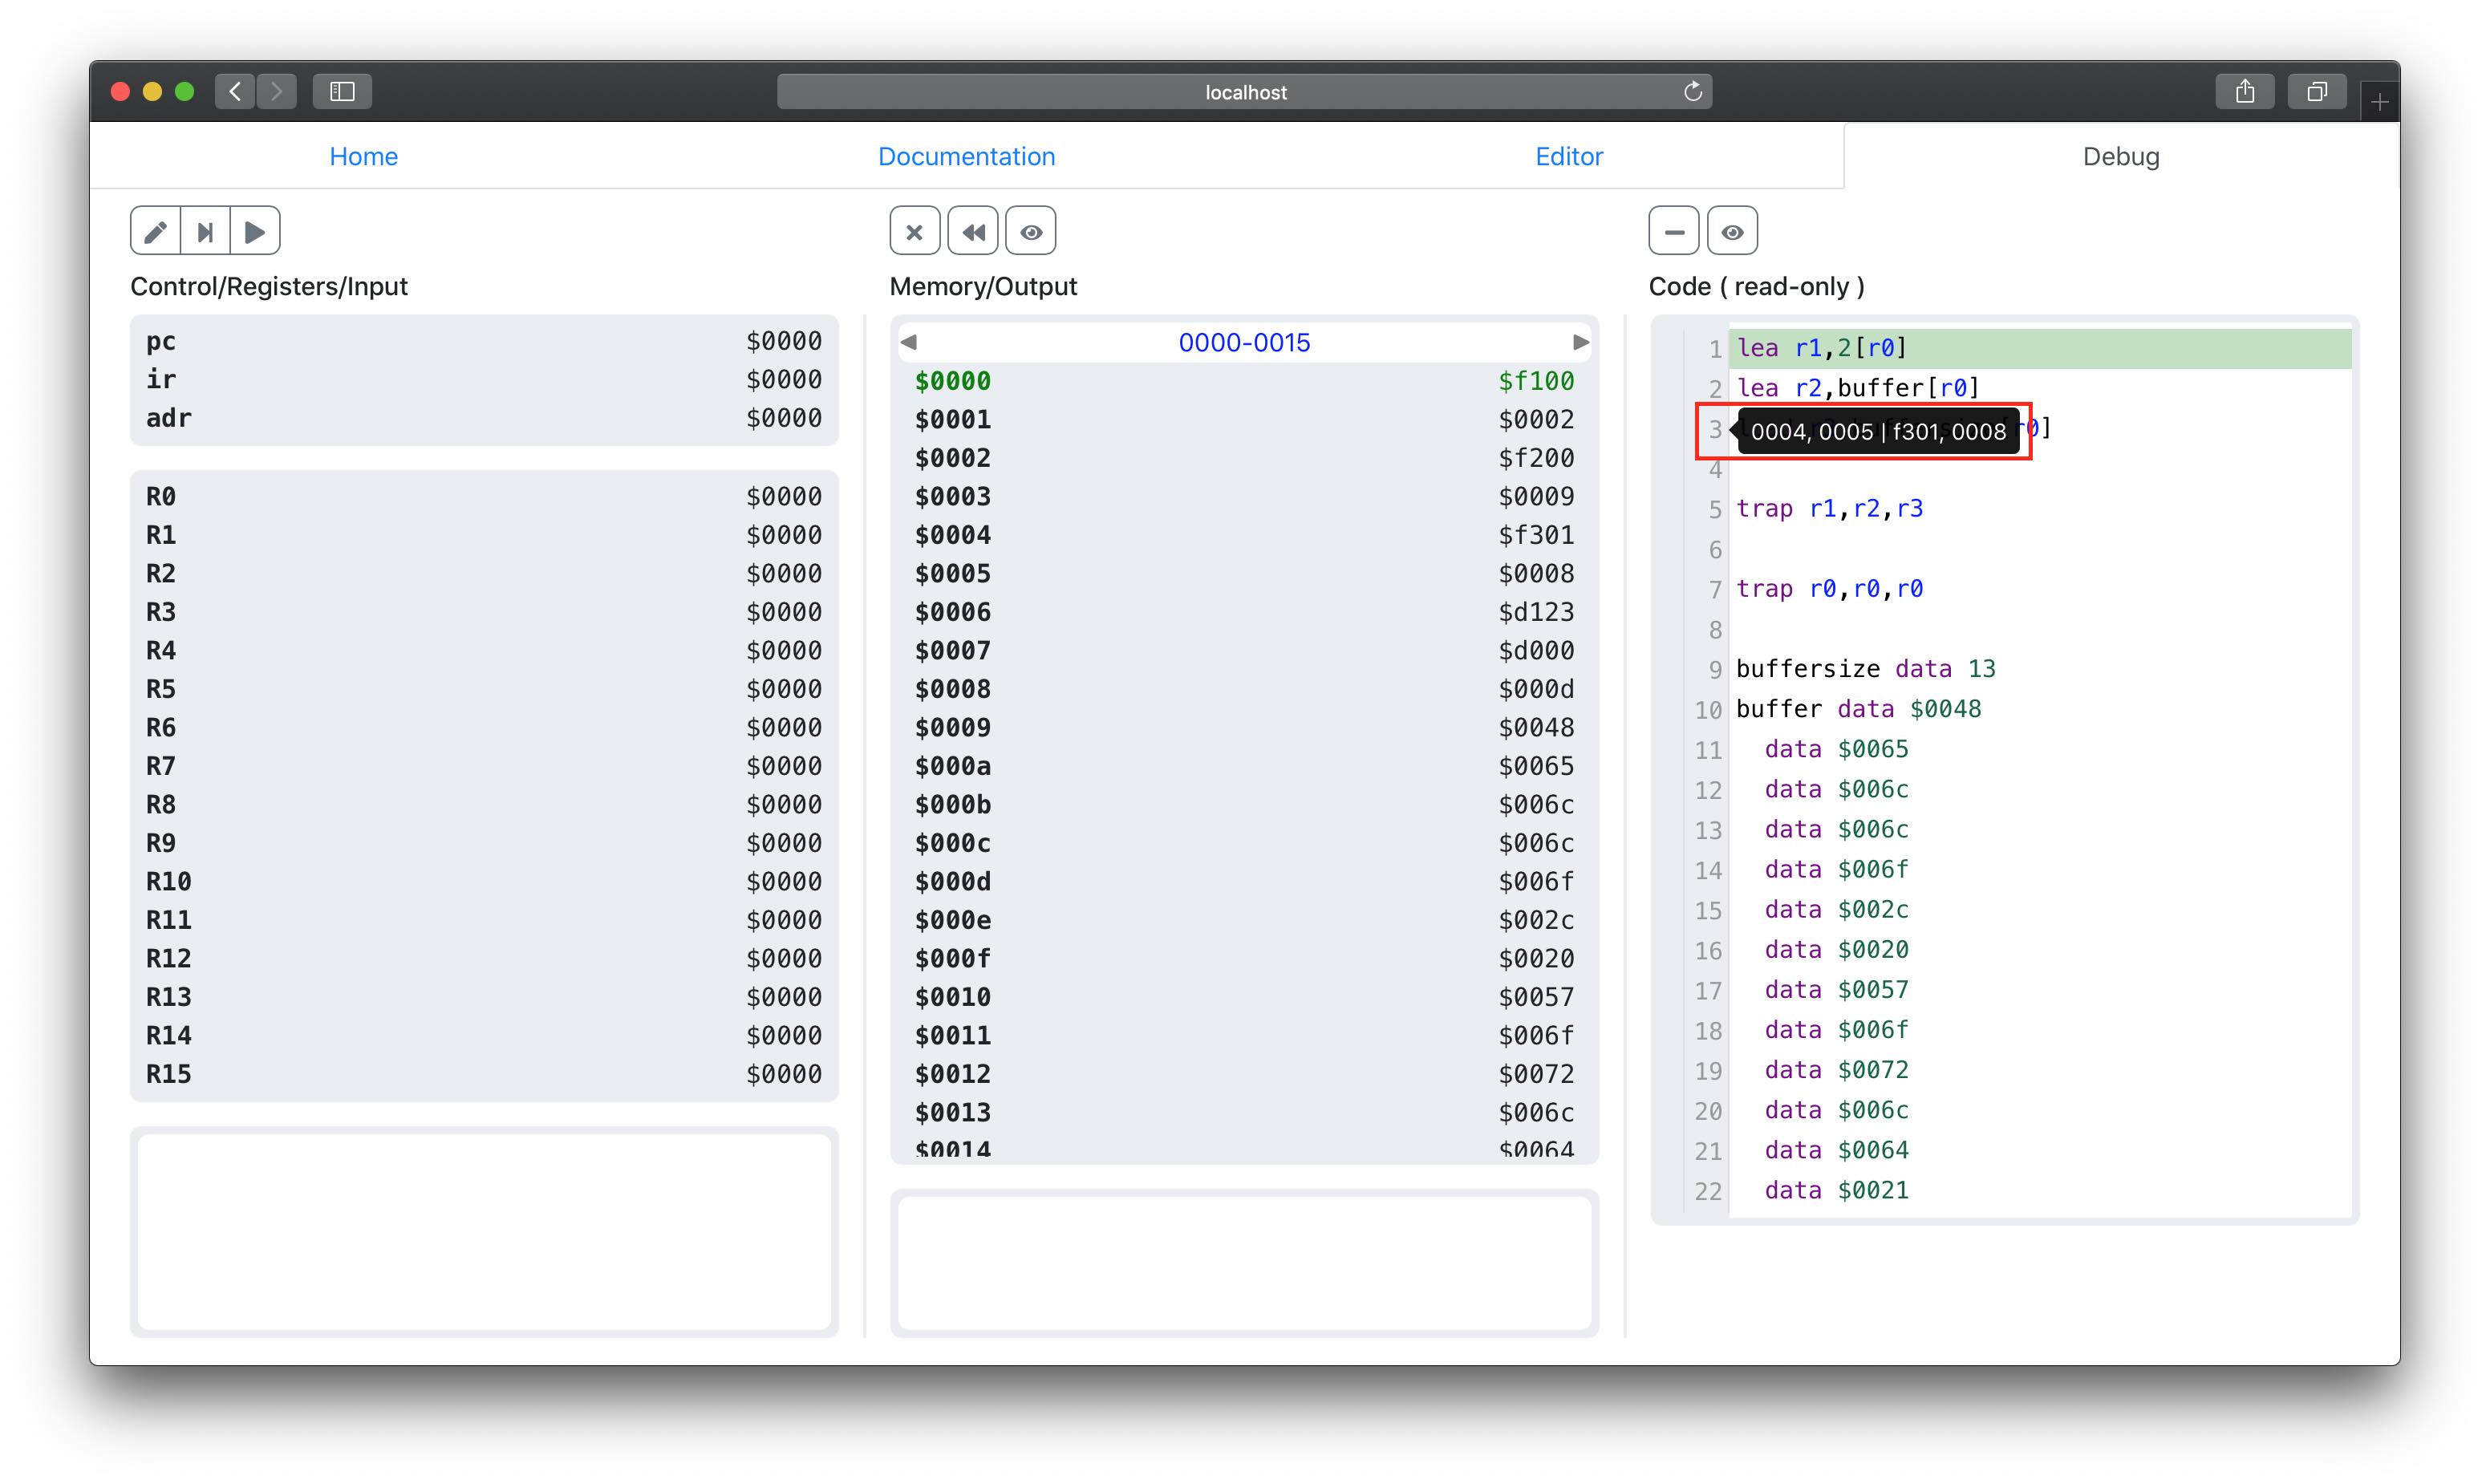 localhost
Home
Documentation
Editor
Debug
Control/Registers/Input
pc $0000
ir $0000
adr $0000
R0 $0000
R1 $0000
R2 $0000
R3 $0000
R4 $0000
R5 $0000
R6 $0000
R7 $0000
R8 $0000
R9 $0000
R10 $0000
R11 $0000
R12 $0000
R13 $0000
R14 $0000
R15 $0000
Memory/Output
0000-0015
$0000 $f100
$0001 $0002
$0002 $f200
$0003 $0009
$0004 $f301
$0005 $0008
$0006 $d123
$0007 $d000
$0008 $000d
$0009 $0048
$000a $0065
$000b $006c
$000c $006c
$000d $006f
$000e $002c
$000f $0020
$0010 $0057
$0011 $006f
$0012 $0072
$0013 $006c
$0014 $0064
Code ( read-only )
1 lea r1,2[r0]
2 lea r2,buffer[r0]
3 0004, 0005 | f301, 0008 r0]
4
5 trap r1,r2,r3
6
7 trap r0,r0,r0
8
9 buffersize data 13
10 buffer data $0048
11 data $0065
12 data $006c
13 data $006c
14 data $006f
15 data $002c
16 data $0020
17 data $0057
18 data $006f
19 data $0072
20 data $006c
21 data $0064
22 data $0021